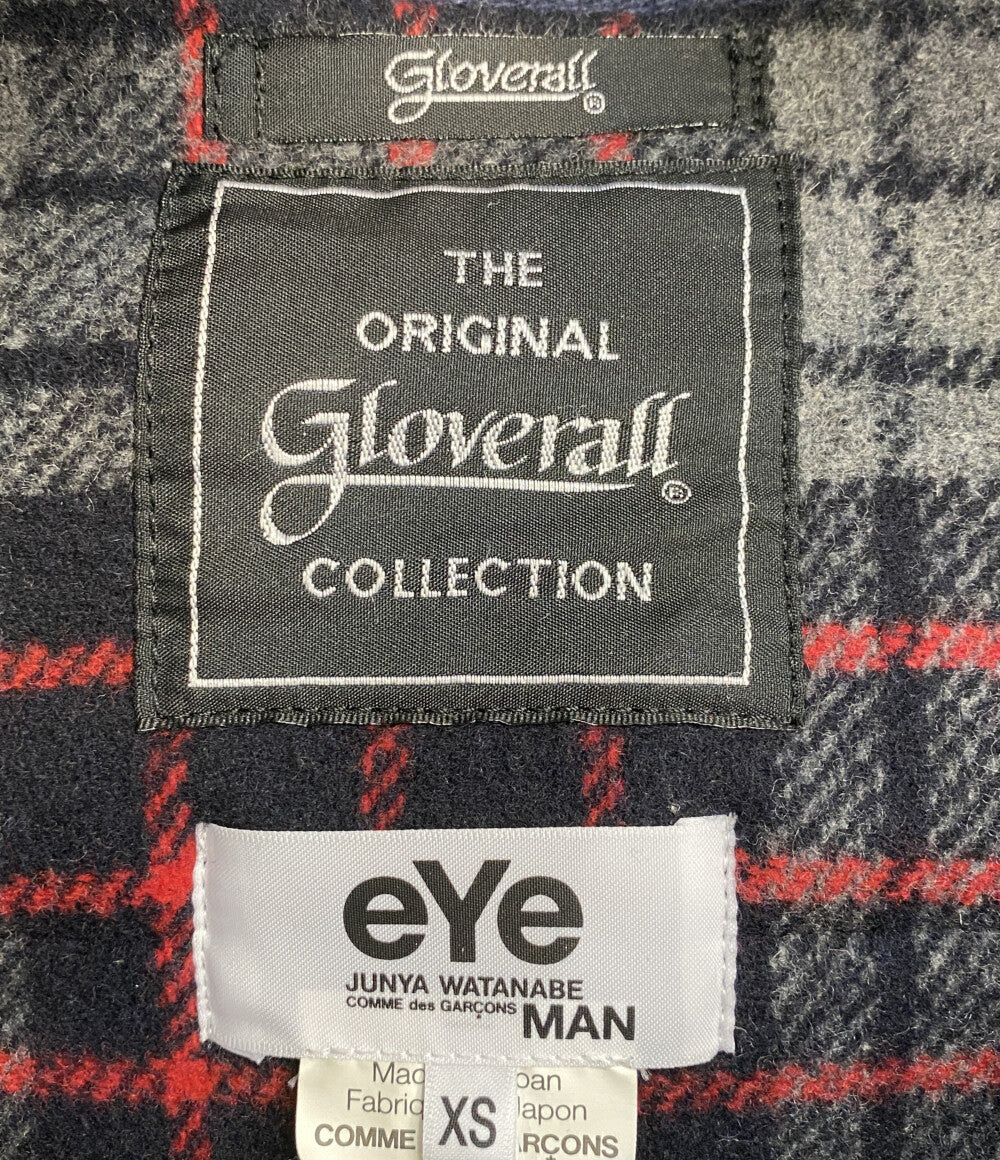 Gloverall®
THE
ORIGINAL
Gloverall®
COLLECTION
eYe
JUNYA WATANABE
COMME des GARÇONS MAN
XS
COMME